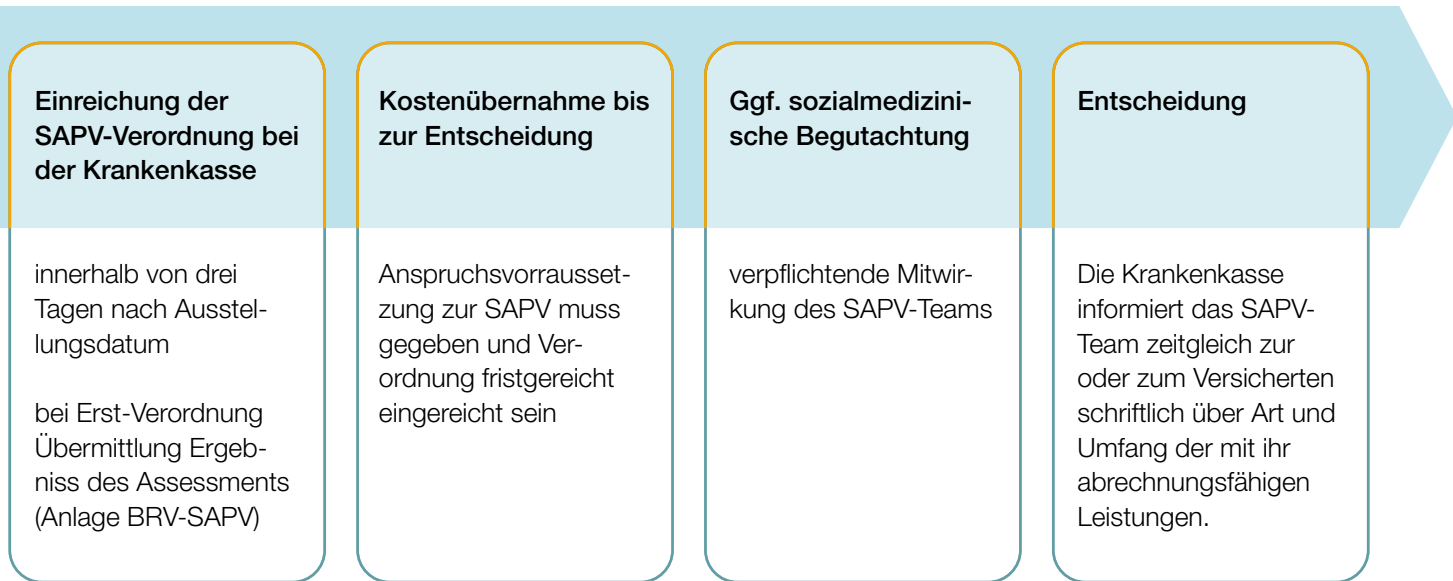 Einreichung der
SAPV-Verordnung bei
der Krankenkasse
innerhalb von drei
Tagen nach Ausstel-
lungsdatum
bei Erst-Verordnung
Übermittlung Ergeb-
niss des Assessments
(Anlage BRV-SAPV)
Kostenübernahme bis
zur Entscheidung
Anspruchsvorrausset-
zung zur SAPV muss
gegeben und Ver-
ordnung fristgereicht
eingereicht sein
Ggf. sozialmedizini-
sche Begutachtung
verpflichtende Mitwir-
kung des SAPV-Teams
Entscheidung
Die Krankenkasse
informiert das SAPV-
Team zeitgleich zur
oder zum Versicherten
schriftlich über Art und
Umfang der mit ihr
abrechnungsfähigen
Leistungen.